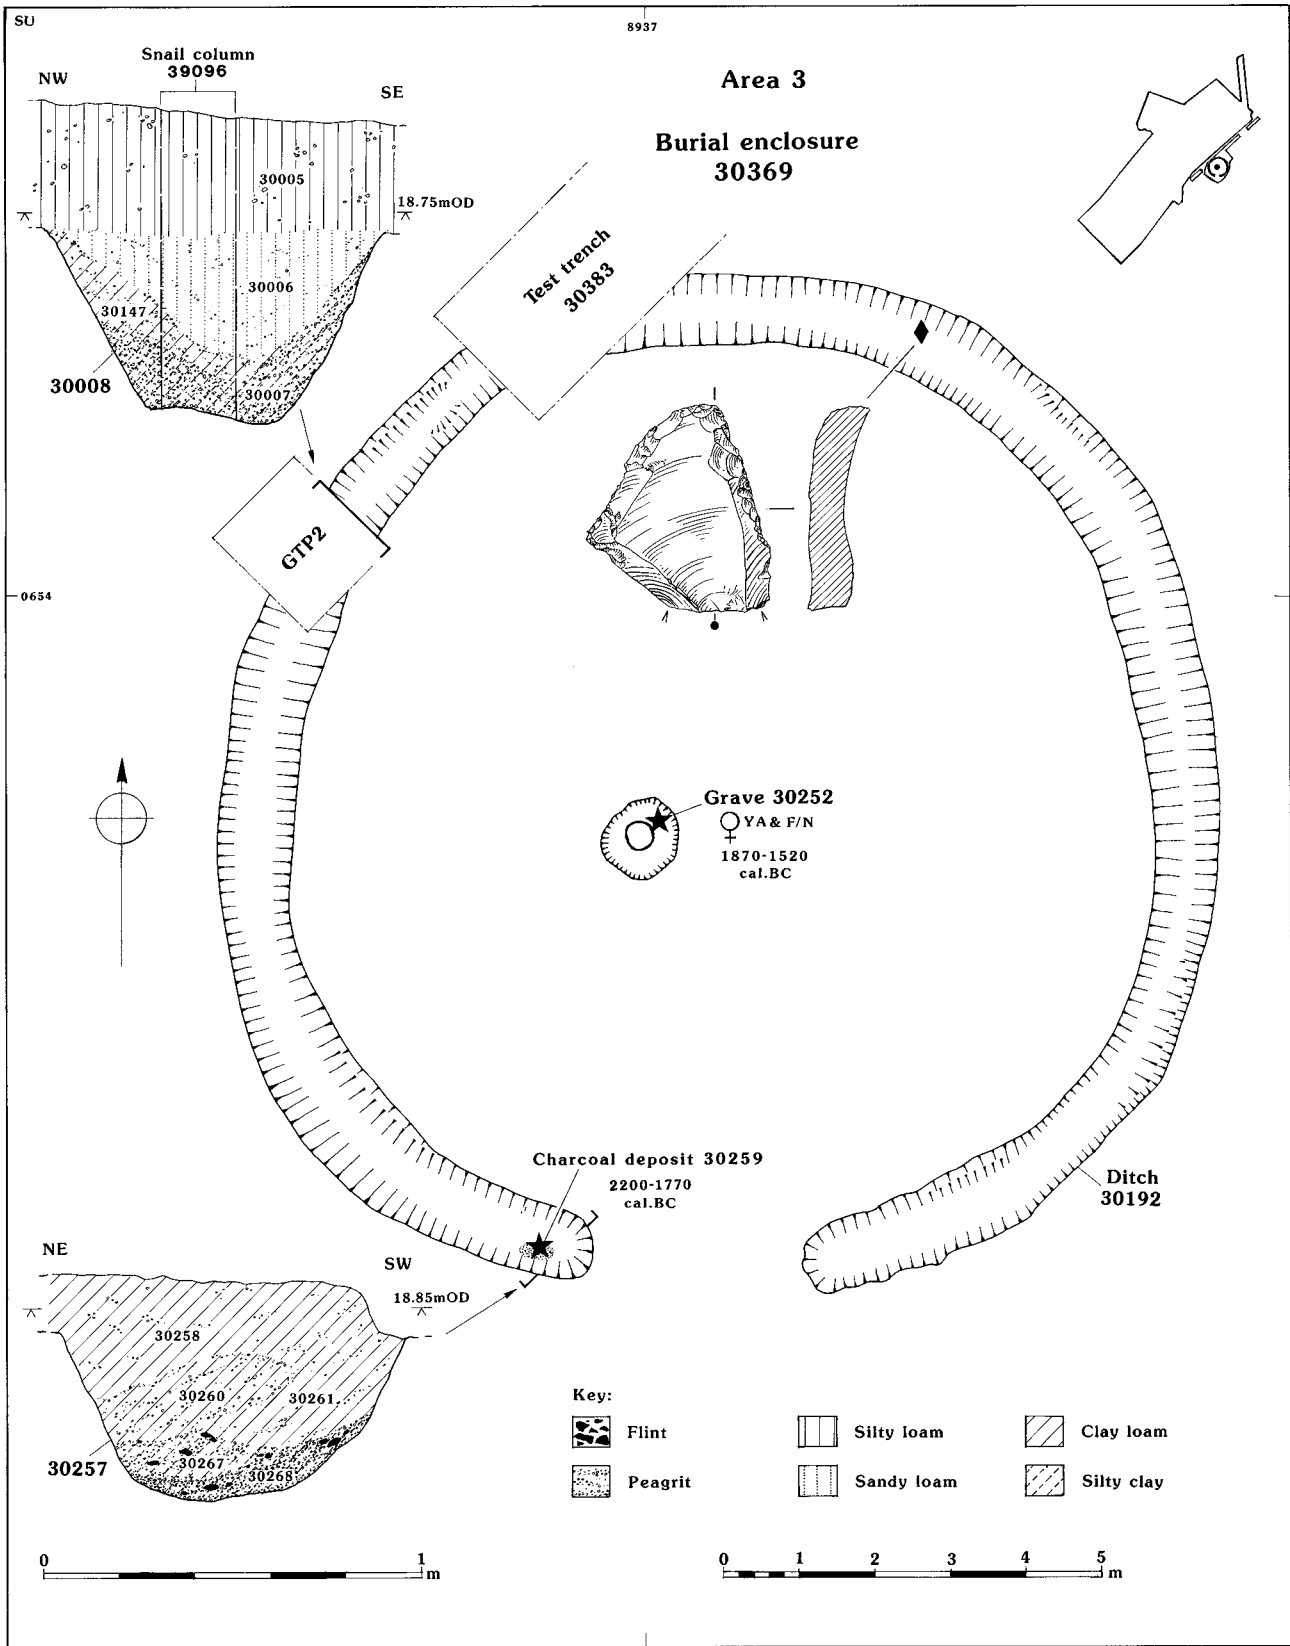 SU
8937
Snail column
39096
NW
SE
Area 3
Burial enclosure
30369
30005
18.75mOD
Test trench
30383
30006
30147
30008
30007
GTP2
0654
Grave 30252
YA & F/N
1870-1520
cal.BC
Charcoal deposit 30259
2200-1770
cal.BC
Ditch
30192
NE
SW
18.85mOD
30258
30260
30261
30267
30268
30257
Key:
Flint
Silty loam
Clay loam
Peagrit
Sandy loam
Silty clay
0 1 m
0 1 2 3 4 5 m